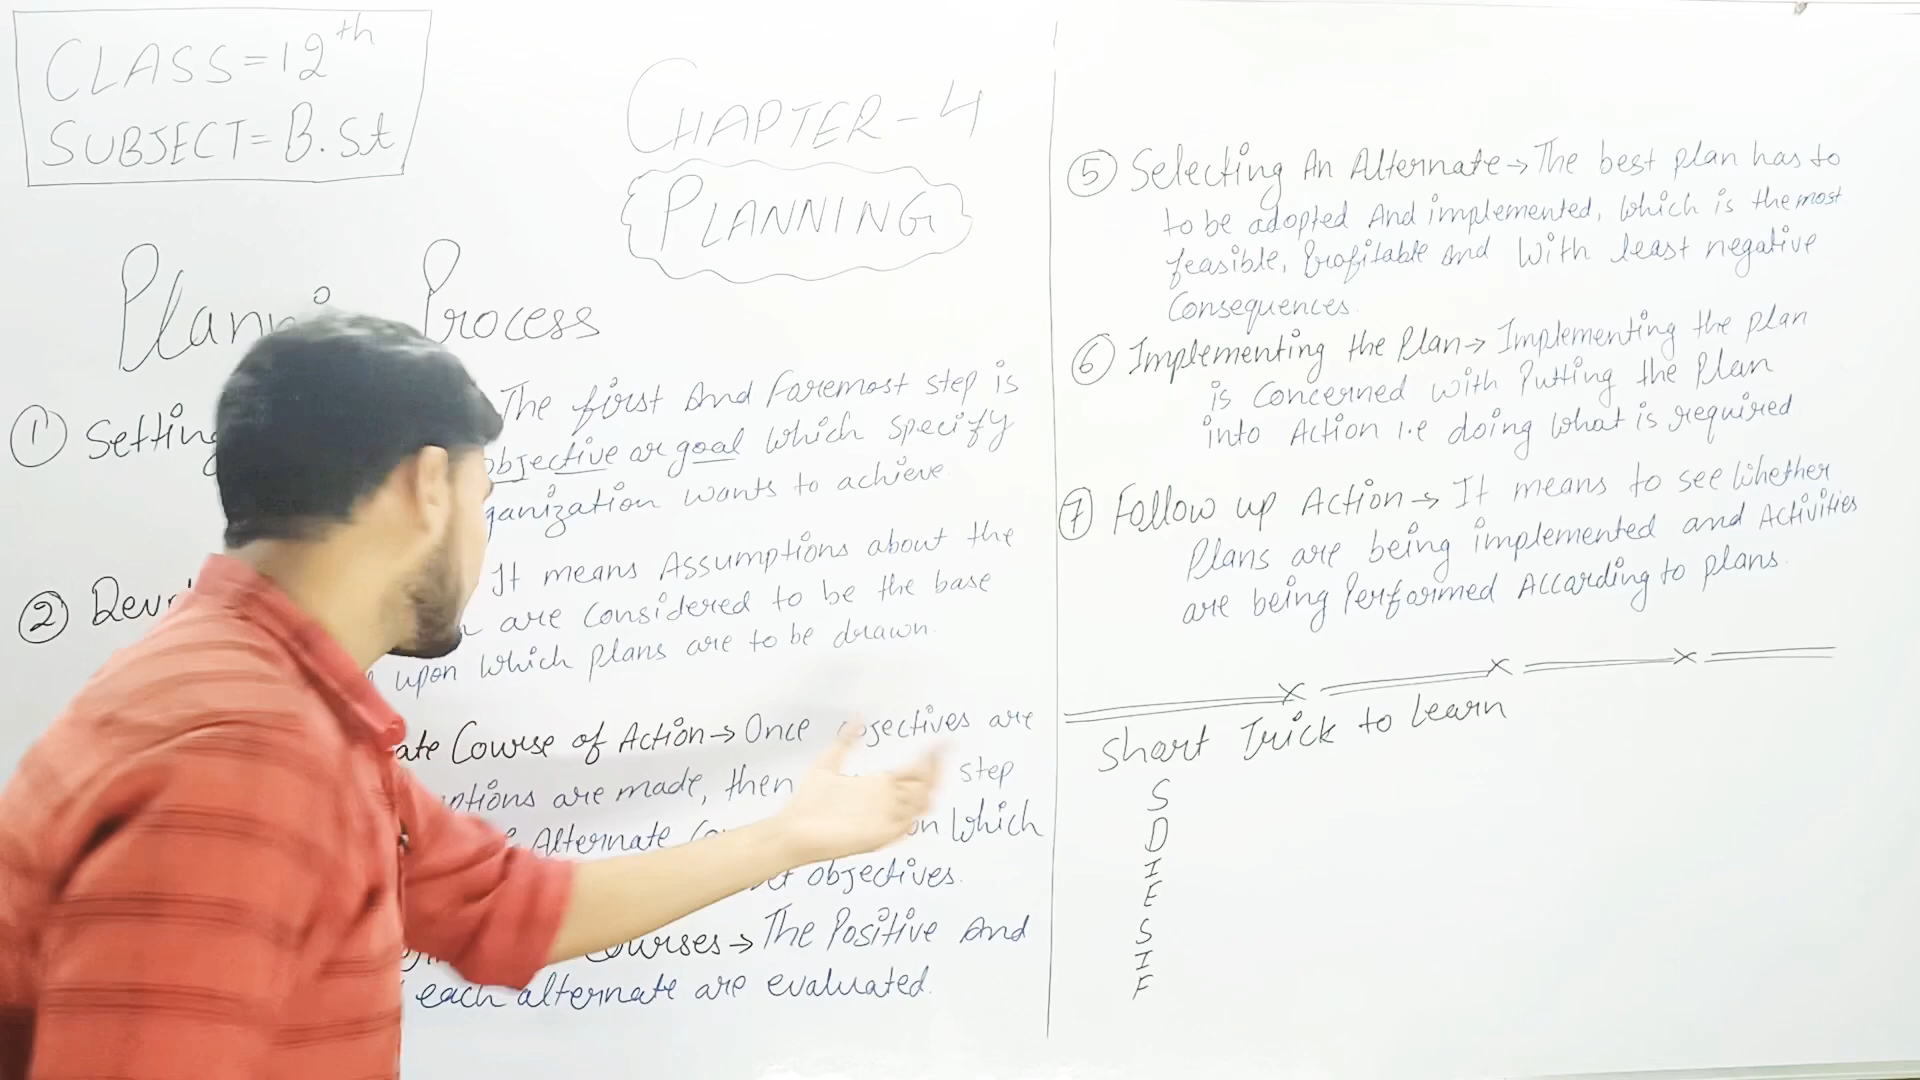 CLASS=12th
SUBJECT=B.St
CHAPTER-4
PLANNING
Process
① Setting The first And Foremost step is
objective or goal which specify
ganization wants to achieve.
② It means Assumptions about the
are considered to be the base
upon which plans are to be drawn.
Course of Action→Once objectives are
are made, then step
Alternate which
objectives.
Courses→The Positive And
each alternate are evaluated.
⑤ Selecting An Alternate→The best plan has to
to be adopted And implemented, which is the most
feasible, Profitable And With least negative
Consequences.
⑥ Implementing the Plan→Implementing the plan
is Concerned with Putting the Plan
into Action i.e doing what is required
⑦ Follow up Action→It means to see whether
Plans are being implemented and Activities
are being Performed According to plans.
Short Trick to learn
S
D
I
E
S
I
F